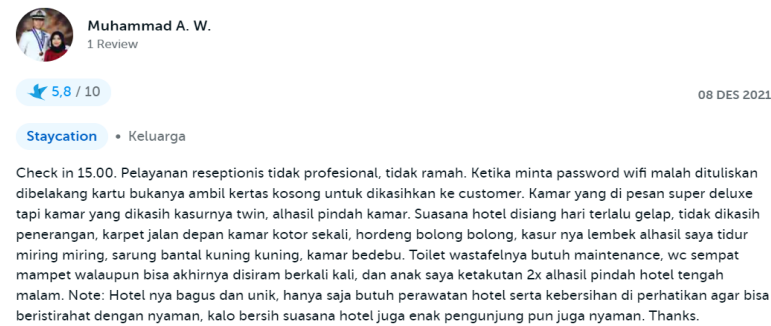 Muhammad A. W.
1 Review
5,8 / 10
08 DES 2021
Staycation • Keluarga
Check in 15.00. Pelayanan reseptionis tidak profesional, tidak ramah. Ketika minta password wifi malah dituliskan
dibelakang kartu bukanya ambil kertas kosong untuk dikasihkan ke customer. Kamar yang di pesan super deluxe
tapi kamar yang dikasih kasurnya twin, alhasil pindah kamar. Suasana hotel disiang hari terlalu gelap, tidak dikasih
penerangan, karpet jalan depan kamar kotor sekali, hordeng bolong bolong, kasur nya lembek alhasil saya tidur
miring miring, sarung bantal kuning kuning, kamar bedebu. Toilet wastafelnya butuh maintenance, wc sempat
mampet walaupun bisa akhirnya disiram berkali kali, dan anak saya ketakutan 2x alhasil pindah hotel tengah
malam. Note: Hotel nya bagus dan unik, hanya saja butuh perawatan hotel serta kebersihan di perhatikan agar bisa
beristirahat dengan nyaman, kalo bersih suasana hotel juga enak pengunjung pun juga nyaman. Thanks.